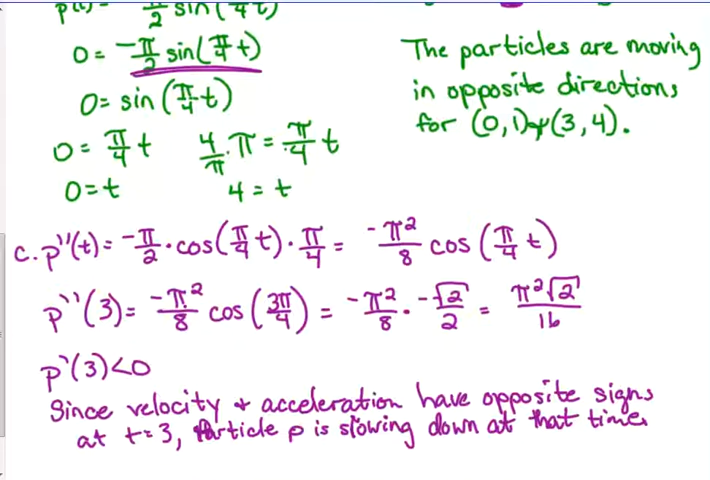 p'(t) = -π/2 sin(π/4 t)
0 = -π/2 sin(π/4 t)
0 = sin(π/4 t)
0 = π/4 t    4/π · π = π/4 t
0 = t    4 = t
The particles are moving
in opposite directions
for (0,1) & (3,4).
c. p''(t) = -π/2 · cos(π/4 t) · π/4 = -π²/8 cos(π/4 t)
p''(3) = -π²/8 cos(3π/4) = -π²/8 · -√2/2 = π²√2/16
p'(3)<0
Since velocity & acceleration have opposite signs
at t=3, particle p is slowing down at that time.